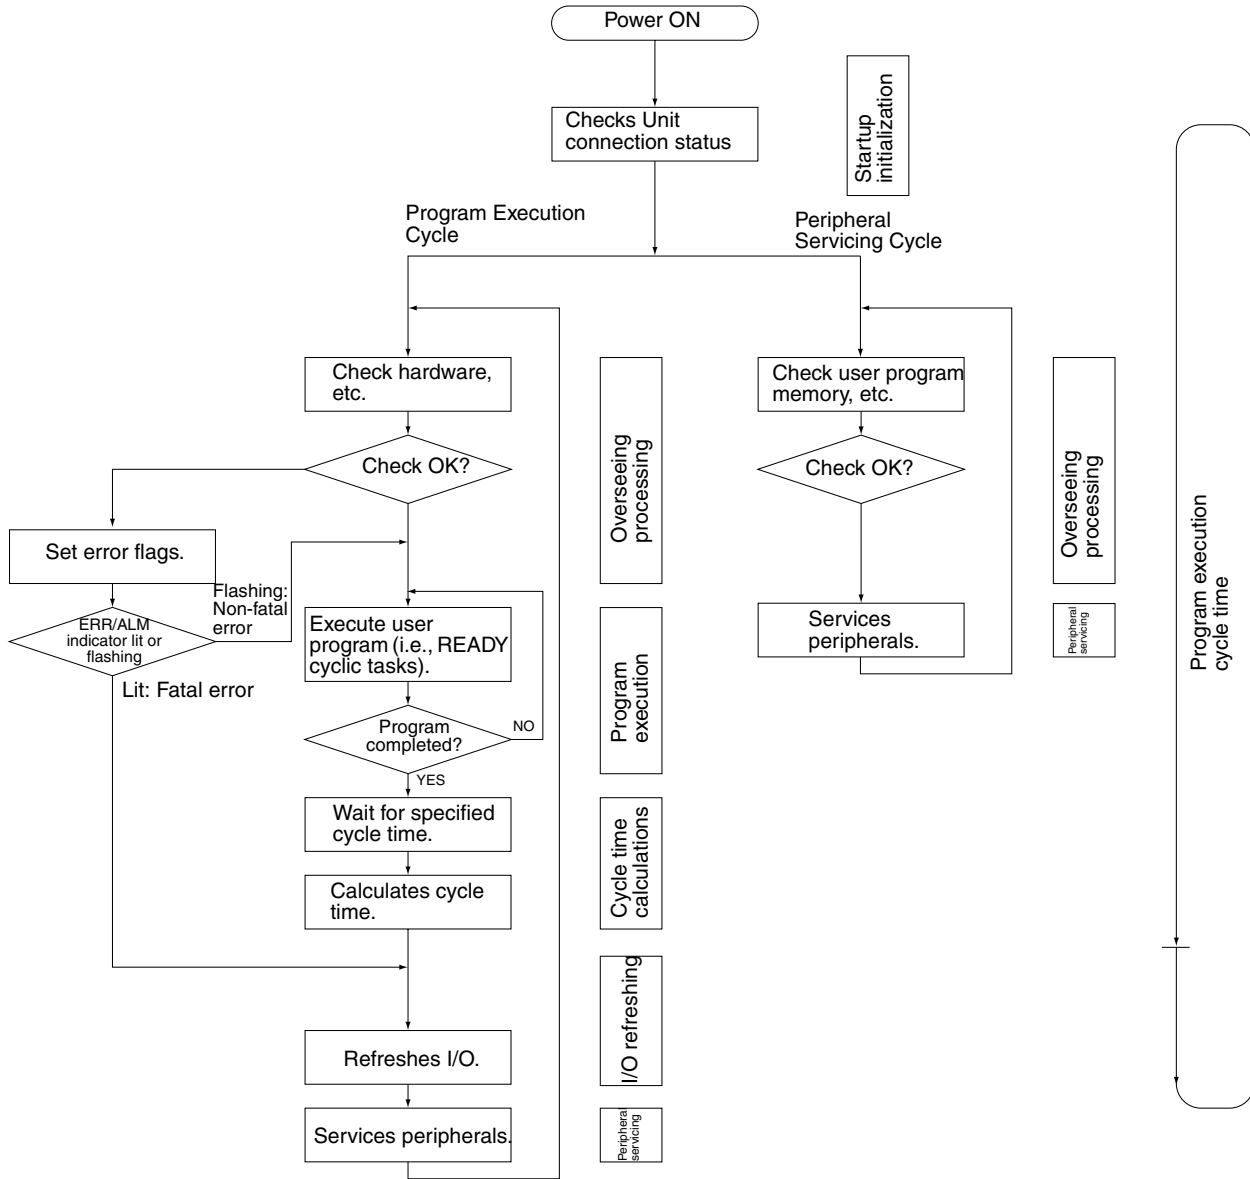 Power ON
Checks Unit
connection status
Startup
initialization
Program Execution
Cycle
Peripheral
Servicing Cycle
Check hardware,
etc.
Check user program
memory, etc.
Check OK?
Check OK?
Overseeing
processing
Overseeing
processing
Set error flags.
Flashing:
Non-fatal
error
ERR/ALM
indicator lit or
flashing
Lit: Fatal error
Execute user
program (i.e., READY
cyclic tasks).
Services
peripherals.
Peripheral
servicing
Program execution
cycle time
Program
completed?
NO
YES
Program
execution
Wait for specified
cycle time.
Calculates cycle
time.
Cycle time
calculations
Refreshes I/O.
I/O refreshing
Services peripherals.
Peripheral
servicing